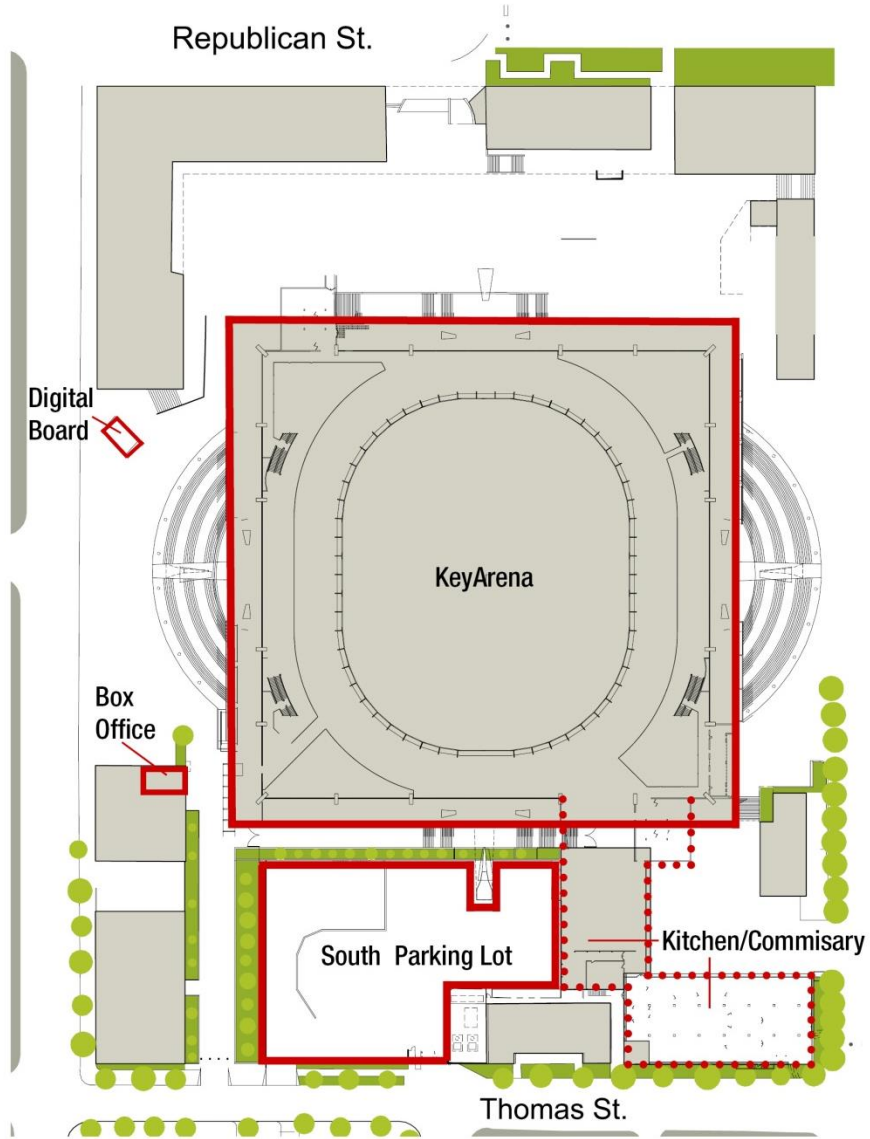 Republican St.
Digital
Board
KeyArena
Box
Office
South Parking Lot
Kitchen/Commisary
Thomas St.